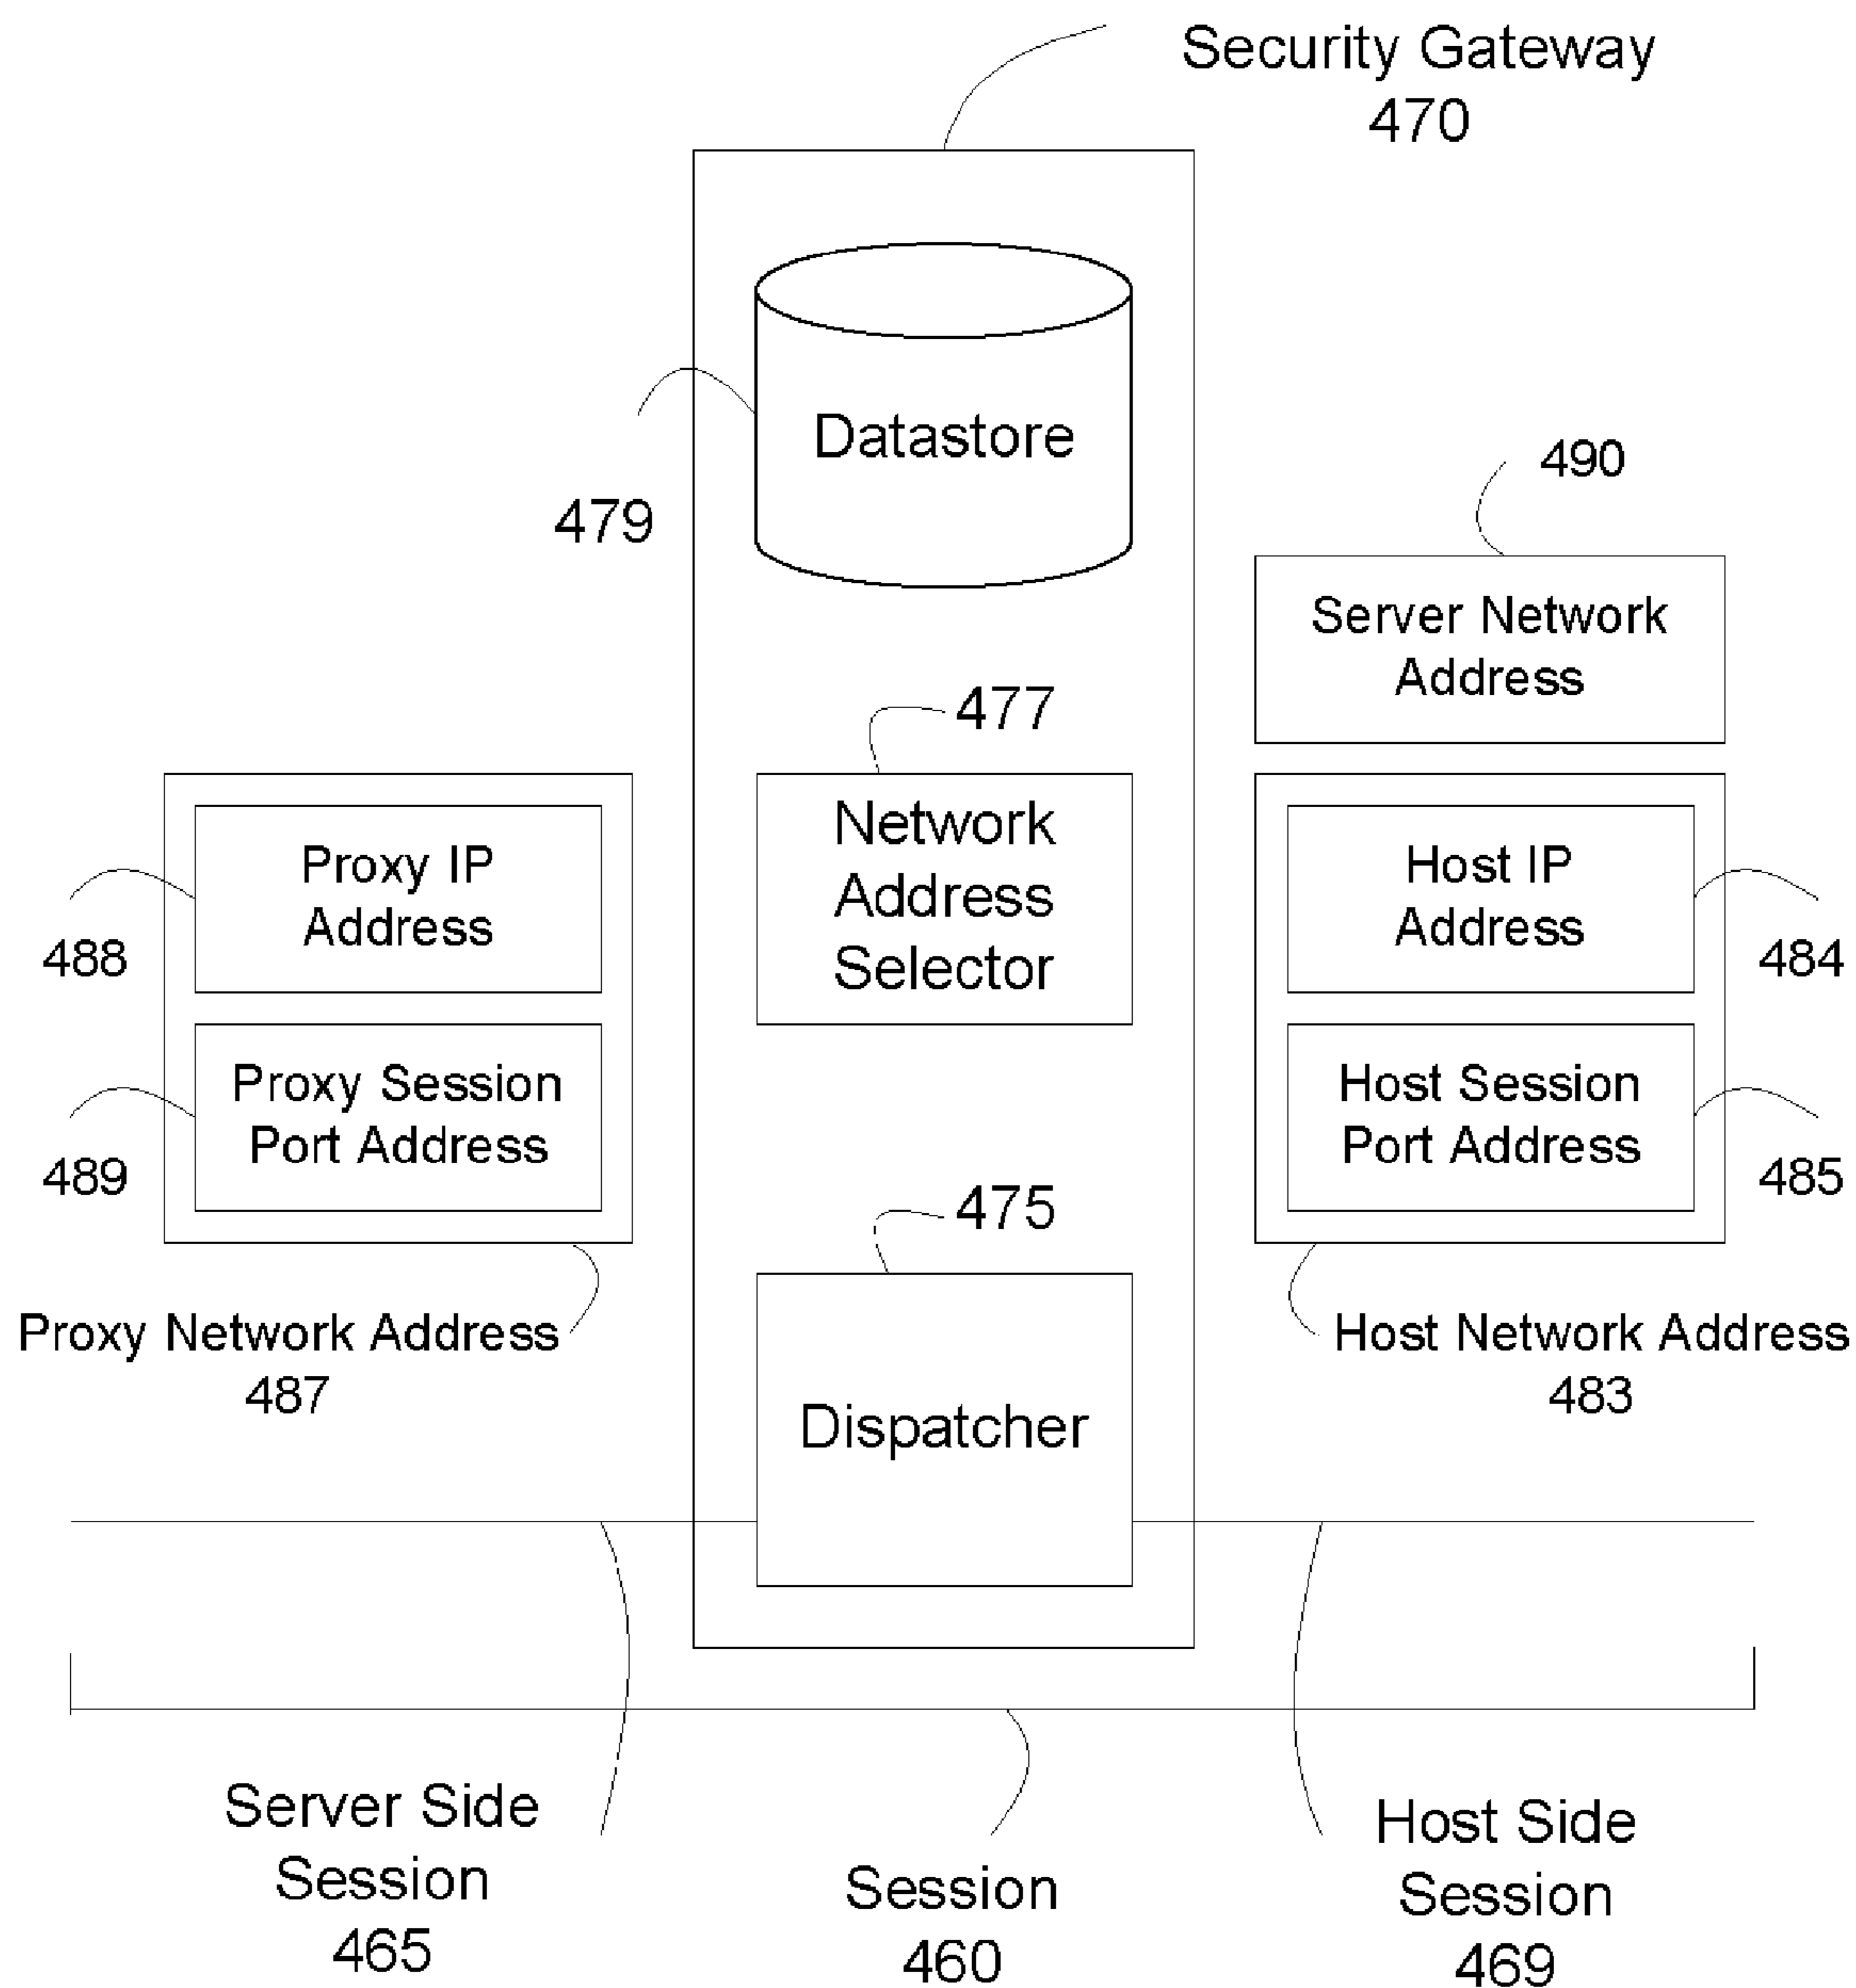 Security Gateway
470
Datastore
479
490
Server Network
Address
477
Network
Address
Selector
Proxy IP
Address
488
Proxy Session
Port Address
489
Host IP
Address
484
Host Session
Port Address
485
475
Proxy Network Address
487
Host Network Address
483
Dispatcher
Server Side
Session
465
Session
460
Host Side
Session
469